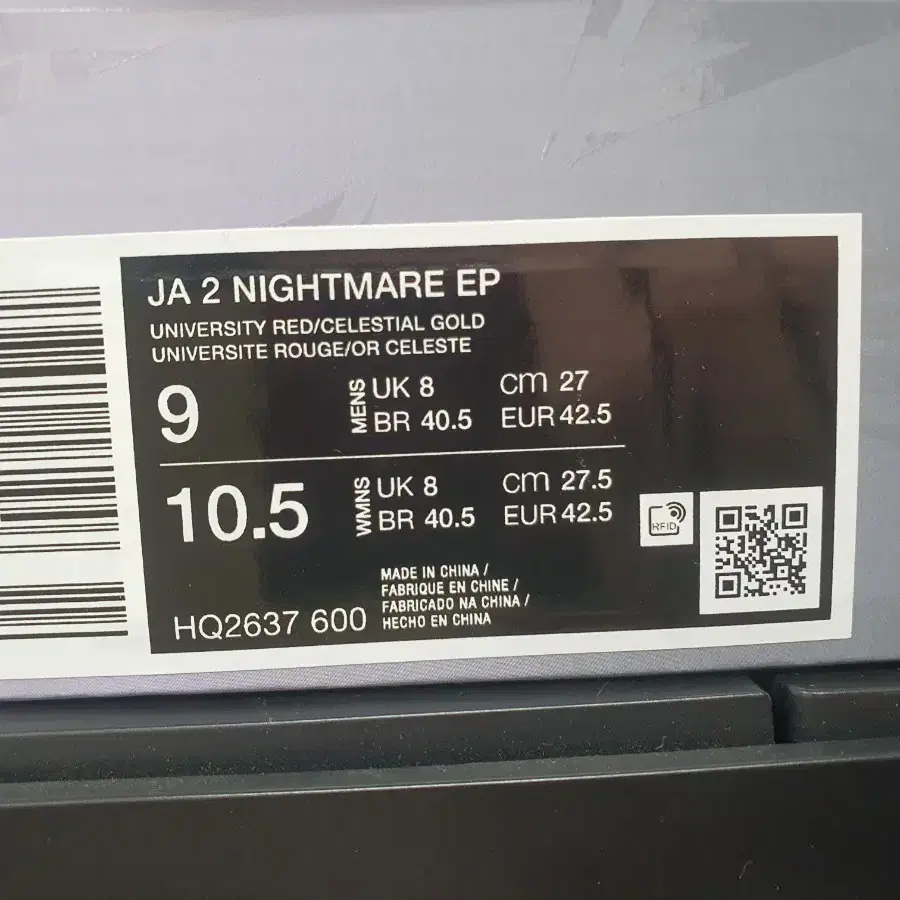 JA 2 NIGHTMARE EP
UNIVERSITY RED/CELESTIAL GOLD
UNIVERSITE ROUGE/OR CELESTE
9 MENS UK 8 cm 27
BR 40.5 EUR 42.5
10.5 WMNS UK 8 cm 27.5
BR 40.5 EUR 42.5
RFID
MADE IN CHINA /
FABRIQUE EN CHINE /
FABRICADO NA CHINA /
HECHO EN CHINA
HQ2637 600